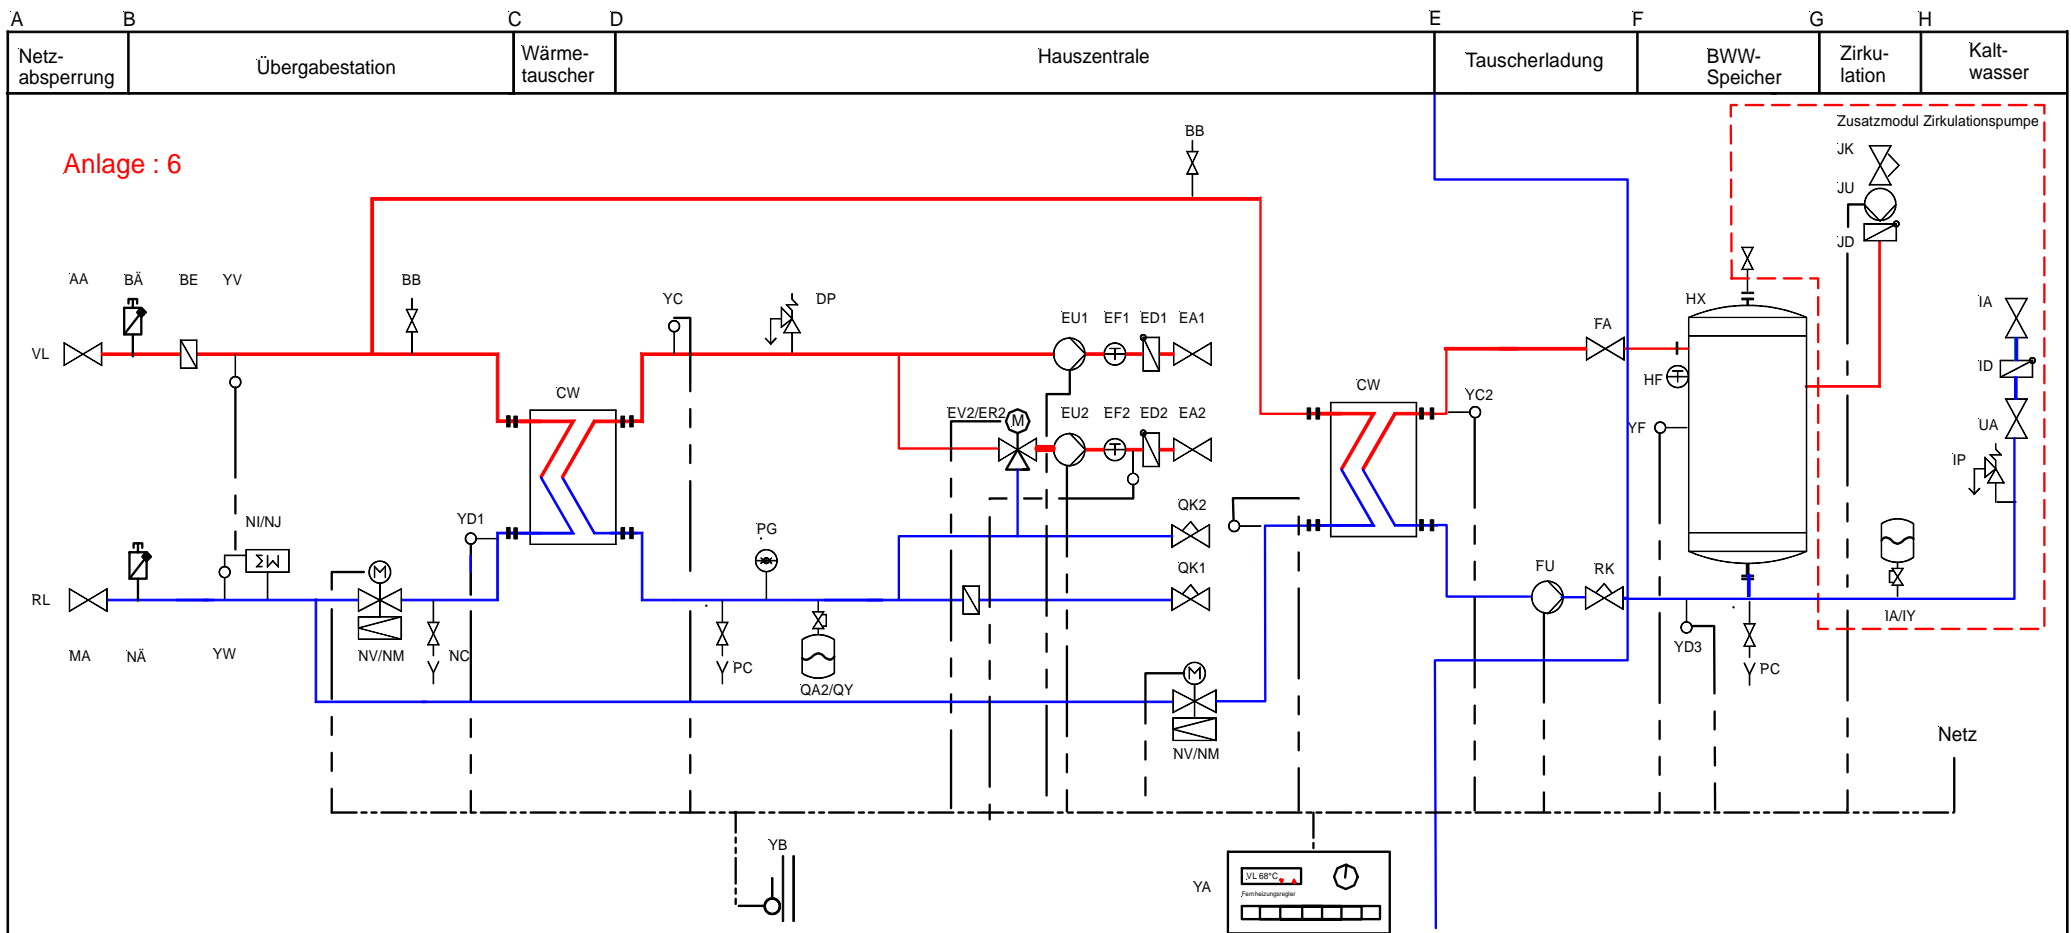 A B C D E F G H
Netz-
absperrung
Übergabestation
Wärme-
tauscher
Hauszentrale
Tauscherladung
BWW-
Speicher
Zirku-
lation
Kalt-
wasser
Anlage : 6
BB
Zusatzmodul Zirkulationspumpe
JK
JU
JD
AA BÄ BE YV BB YC DP HX IA
EU1 EF1 ED1 EA1 FA
VL
ID
HF
CW CW YC2
EV2/ER2 M EU2 EF2 ED2 EA2
YF UA
IP
YD1 NI/NJ PG QK2
ΣM
M QK1 FU RK
RL
IA/IY
MA NÄ YW NV/NM NC PC YD3 PC
QA2/QY M
NV/NM
Netz
YB
YA
VL 68°C
Fernheizungsregler